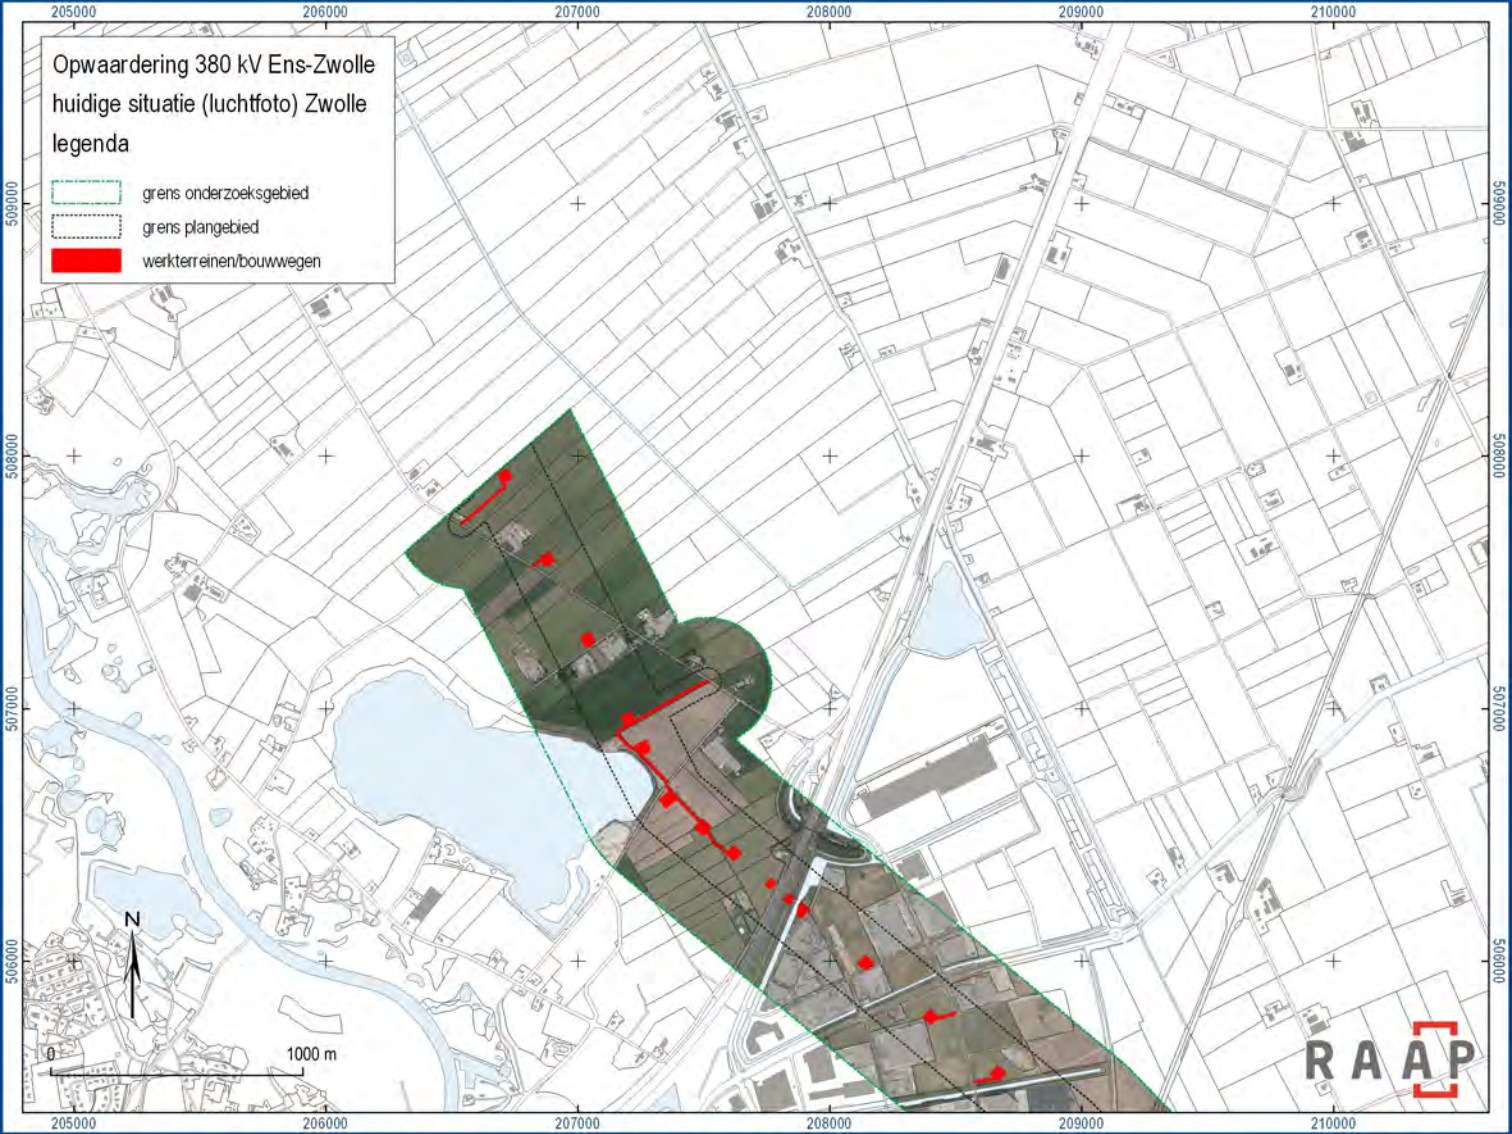 205000 206000 207000 208000 209000 210000
Opwaardering 380 kV Ens-Zwolle
huidige situatie (luchtfoto) Zwolle
legenda
grens onderzoeksgebied
grens plangebied
werkterreinen/bouwwegen
509000 509000
508000 508000
507000 507000
506000 506000
N
0 1000 m
RAAP
205000 206000 207000 208000 209000 210000